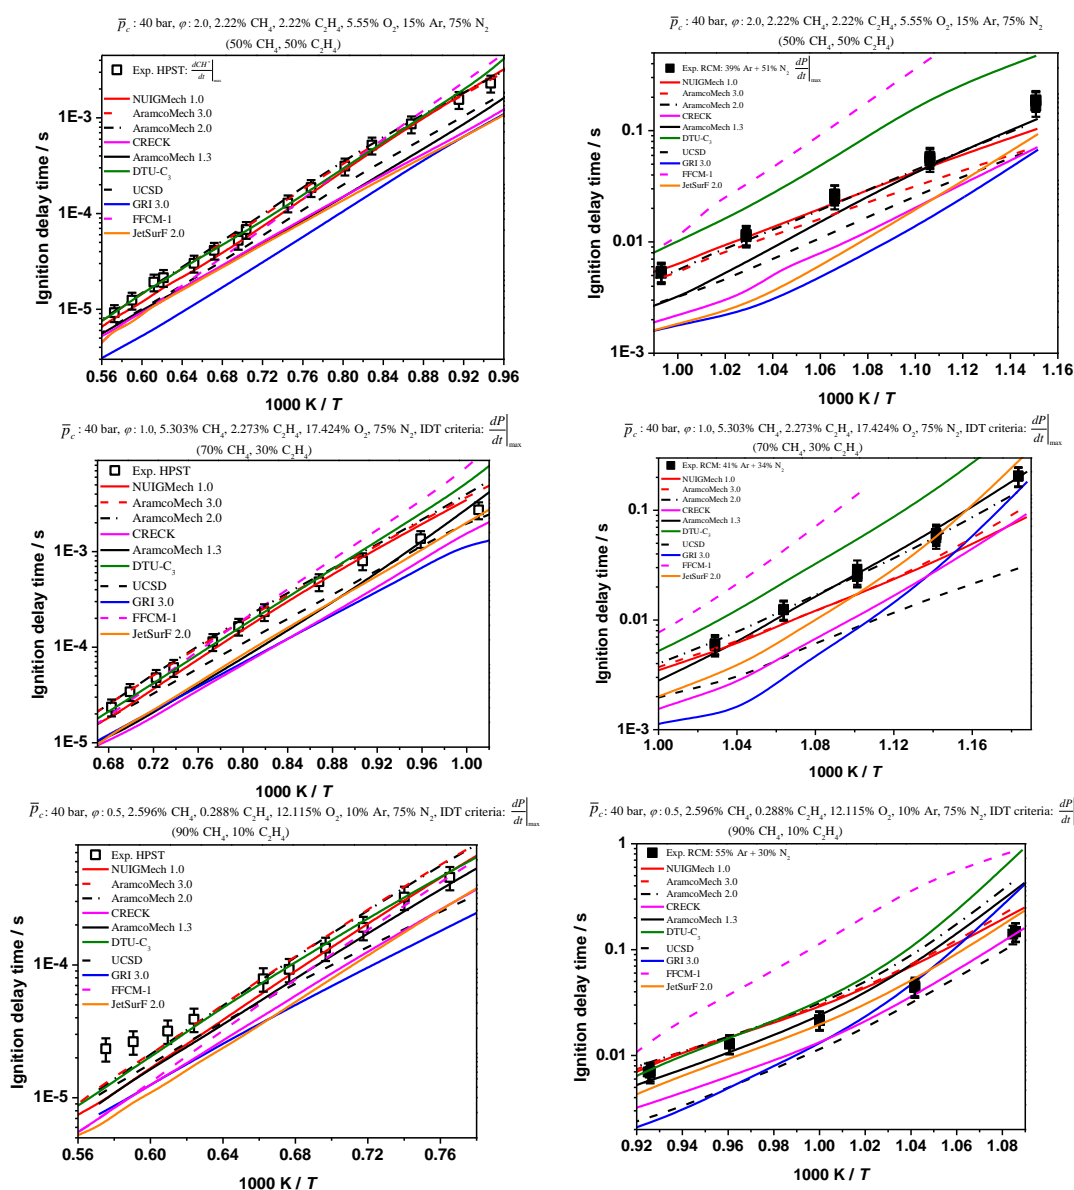 p̅c : 40 bar, φ : 2.0, 2.22% CH4, 2.22% C2H4, 5.55% O2, 15% Ar, 75% N2
(50% CH4, 50% C2H4)
Exp. HPST: dCH*/dt|max
NUIGMech 1.0
AramcoMech 3.0
AramcoMech 2.0
CRECK
AramcoMech 1.3
DTU-C3
UCSD
GRI 3.0
FFCM-1
JetSurF 2.0
Ignition delay time / s
1E-3
1E-4
1E-5
0.56 0.60 0.64 0.68 0.72 0.76 0.80 0.84 0.88 0.92 0.96
1000 K / T
p̅c : 40 bar, φ : 2.0, 2.22% CH4, 2.22% C2H4, 5.55% O2, 15% Ar, 75% N2
(50% CH4, 50% C2H4)
Exp. RCM: 39% Ar + 51% N2 dP/dt|max
NUIGMech 1.0
AramcoMech 3.0
AramcoMech 2.0
CRECK
AramcoMech 1.3
DTU-C3
UCSD
GRI 3.0
FFCM-1
JetSurF 2.0
Ignition delay time / s
0.1
0.01
1E-3
1.00 1.02 1.04 1.06 1.08 1.10 1.12 1.14 1.16
1000 K / T
p̅c : 40 bar, φ : 1.0, 5.303% CH4, 2.273% C2H4, 17.424% O2, 75% N2, IDT criteria: dP/dt|max
(70% CH4, 30% C2H4)
Exp. HPST
NUIGMech 1.0
AramcoMech 3.0
AramcoMech 2.0
CRECK
AramcoMech 1.3
DTU-C3
UCSD
GRI 3.0
FFCM-1
JetSurF 2.0
Ignition delay time / s
1E-3
1E-4
1E-5
0.68 0.72 0.76 0.80 0.84 0.88 0.92 0.96 1.00
1000 K / T
p̅c : 40 bar, φ : 1.0, 5.303% CH4, 2.273% C2H4, 17.424% O2, 75% N2, IDT criteria: dP/dt|max
(70% CH4, 30% C2H4)
Exp. RCM: 41% Ar + 34% N2
NUIGMech 1.0
AramcoMech 3.0
AramcoMech 2.0
CRECK
AramcoMech 1.3
DTU-C3
UCSD
GRI 3.0
FFCM-1
JetSurF 2.0
Ignition delay time / s
0.1
0.01
1E-3
1.00 1.04 1.08 1.12 1.16
1000 K / T
p̅c : 40 bar, φ : 0.5, 2.596% CH4, 0.288% C2H4, 12.115% O2, 10% Ar, 75% N2, IDT criteria: dP/dt|max
(90% CH4, 10% C2H4)
Exp. HPST
NUIGMech 1.0
AramcoMech 3.0
AramcoMech 2.0
CRECK
AramcoMech 1.3
DTU-C3
UCSD
GRI 3.0
FFCM-1
JetSurF 2.0
Ignition delay time / s
1E-4
1E-5
0.56 0.60 0.64 0.68 0.72 0.76
1000 K / T
p̅c : 40 bar, φ : 0.5, 2.596% CH4, 0.288% C2H4, 12.115% O2, 10% Ar, 75% N2, IDT criteria: dP/dt|
(90% CH4, 10% C2H4)
Exp. RCM: 55% Ar + 30% N2
NUIGMech 1.0
AramcoMech 3.0
AramcoMech 2.0
CRECK
AramcoMech 1.3
DTU-C3
UCSD
GRI 3.0
FFCM-1
JetSurF 2.0
Ignition delay time / s
1
0.1
0.01
0.92 0.94 0.96 0.98 1.00 1.02 1.04 1.06 1.08
1000 K / T